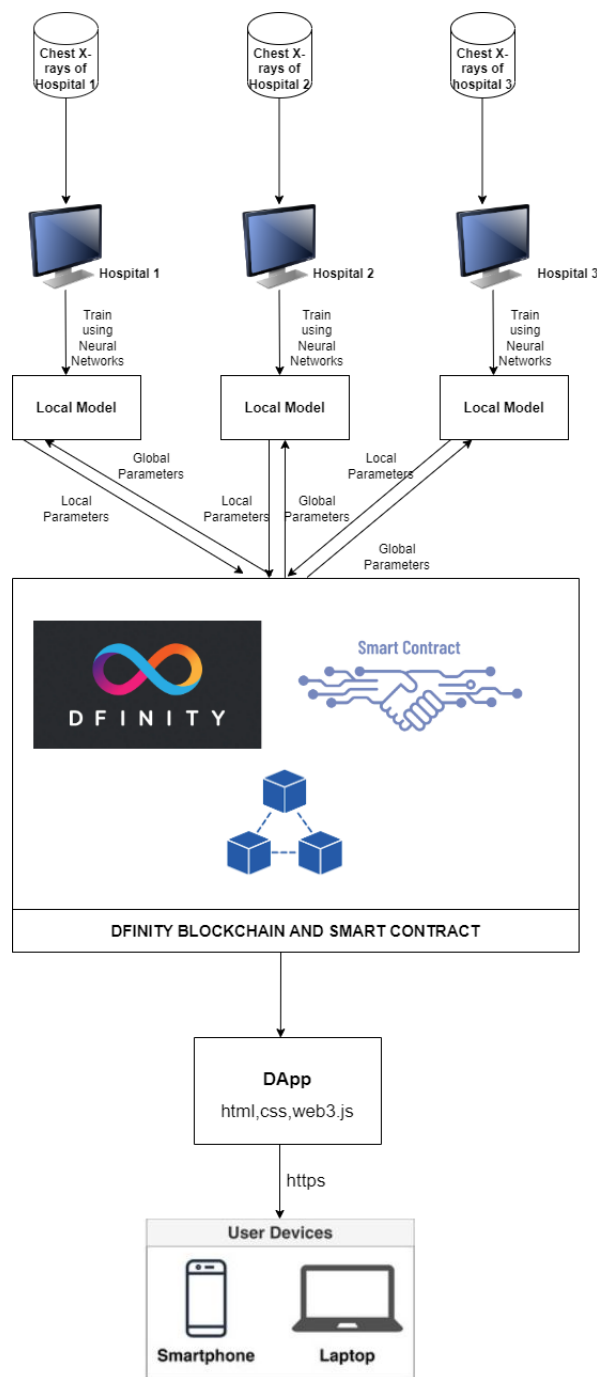 Chest X-
rays of
Hospital 1
Chest X-
rays of
Hospital 2
Chest X-
rays of
hospital 3
Hospital 1
Hospital 2
Hospital 3
Train
using
Neural
Networks
Train
using
Neural
Networks
Train
using
Neural
Networks
Local Model
Local Model
Local Model
Global
Parameters
Local
Parameters
Local
Parameters
Global
Parameters
Local
Parameters
Global
Parameters
DFINITY
Smart Contract
DFINITY BLOCKCHAIN AND SMART CONTRACT
DApp
html,css,web3.js
https
User Devices
Smartphone
Laptop